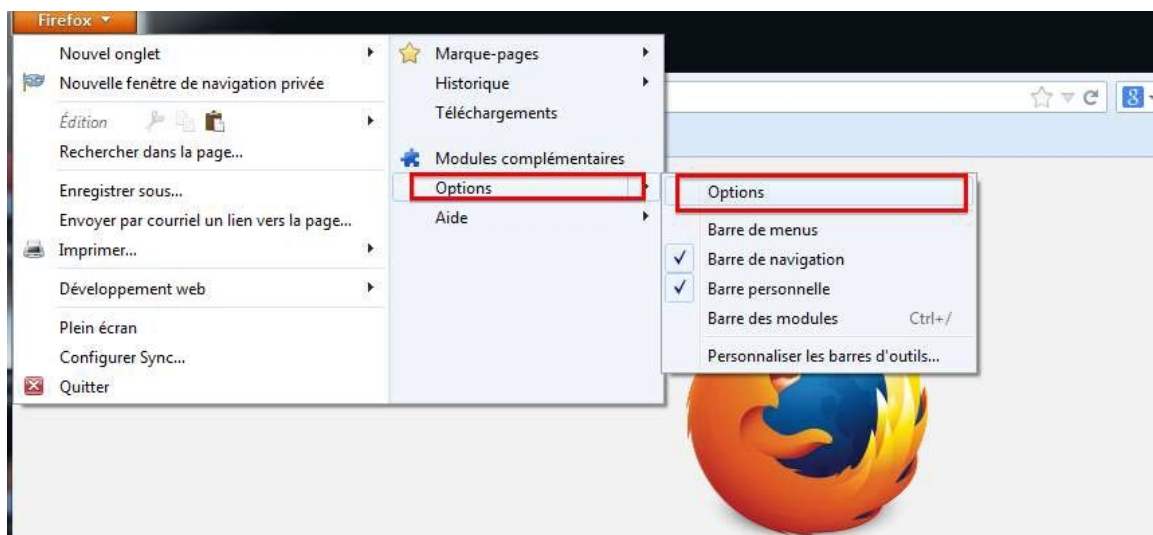 Firefox
Nouvel onglet
Nouvelle fenêtre de navigation privée
Édition
Rechercher dans la page...
Enregistrer sous...
Envoyer par courriel un lien vers la page...
Imprimer...
Développement web
Plein écran
Configurer Sync...
Quitter
Marque-pages
Historique
Téléchargements
Modules complémentaires
Options
Aide
Options
Barre de menus
Barre de navigation
Barre personnelle
Barre des modules Ctrl+/
Personnaliser les barres d'outils...
8